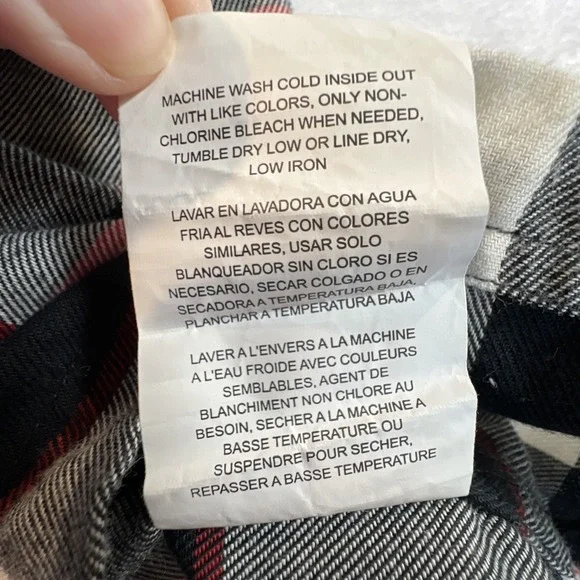 MACHINE WASH COLD INSIDE OUT
WITH LIKE COLORS, ONLY NON-
CHLORINE BLEACH WHEN NEEDED,
TUMBLE DRY LOW OR LINE DRY,
LOW IRON
LAVAR EN LAVADORA CON AGUA
FRIA AL REVES CON COLORES
SIMILARES, USAR SOLO
BLANQUEADOR SIN CLORO SI ES
NECESARIO, SECAR COLGADO O EN
SECADORA A TEMPERATURA BAJA,
PLANCHAR A TEMPERATURA BAJA
LAVER A L'ENVERS A LA MACHINE
A L'EAU FROIDE AVEC COULEURS
SEMBLABLES, AGENT DE
BLANCHIMENT NON CHLORE AU
BESOIN, SECHER A LA MACHINE A
BASSE TEMPERATURE OU
SUSPENDRE POUR SECHER,
REPASSER A BASSE TEMPERATURE